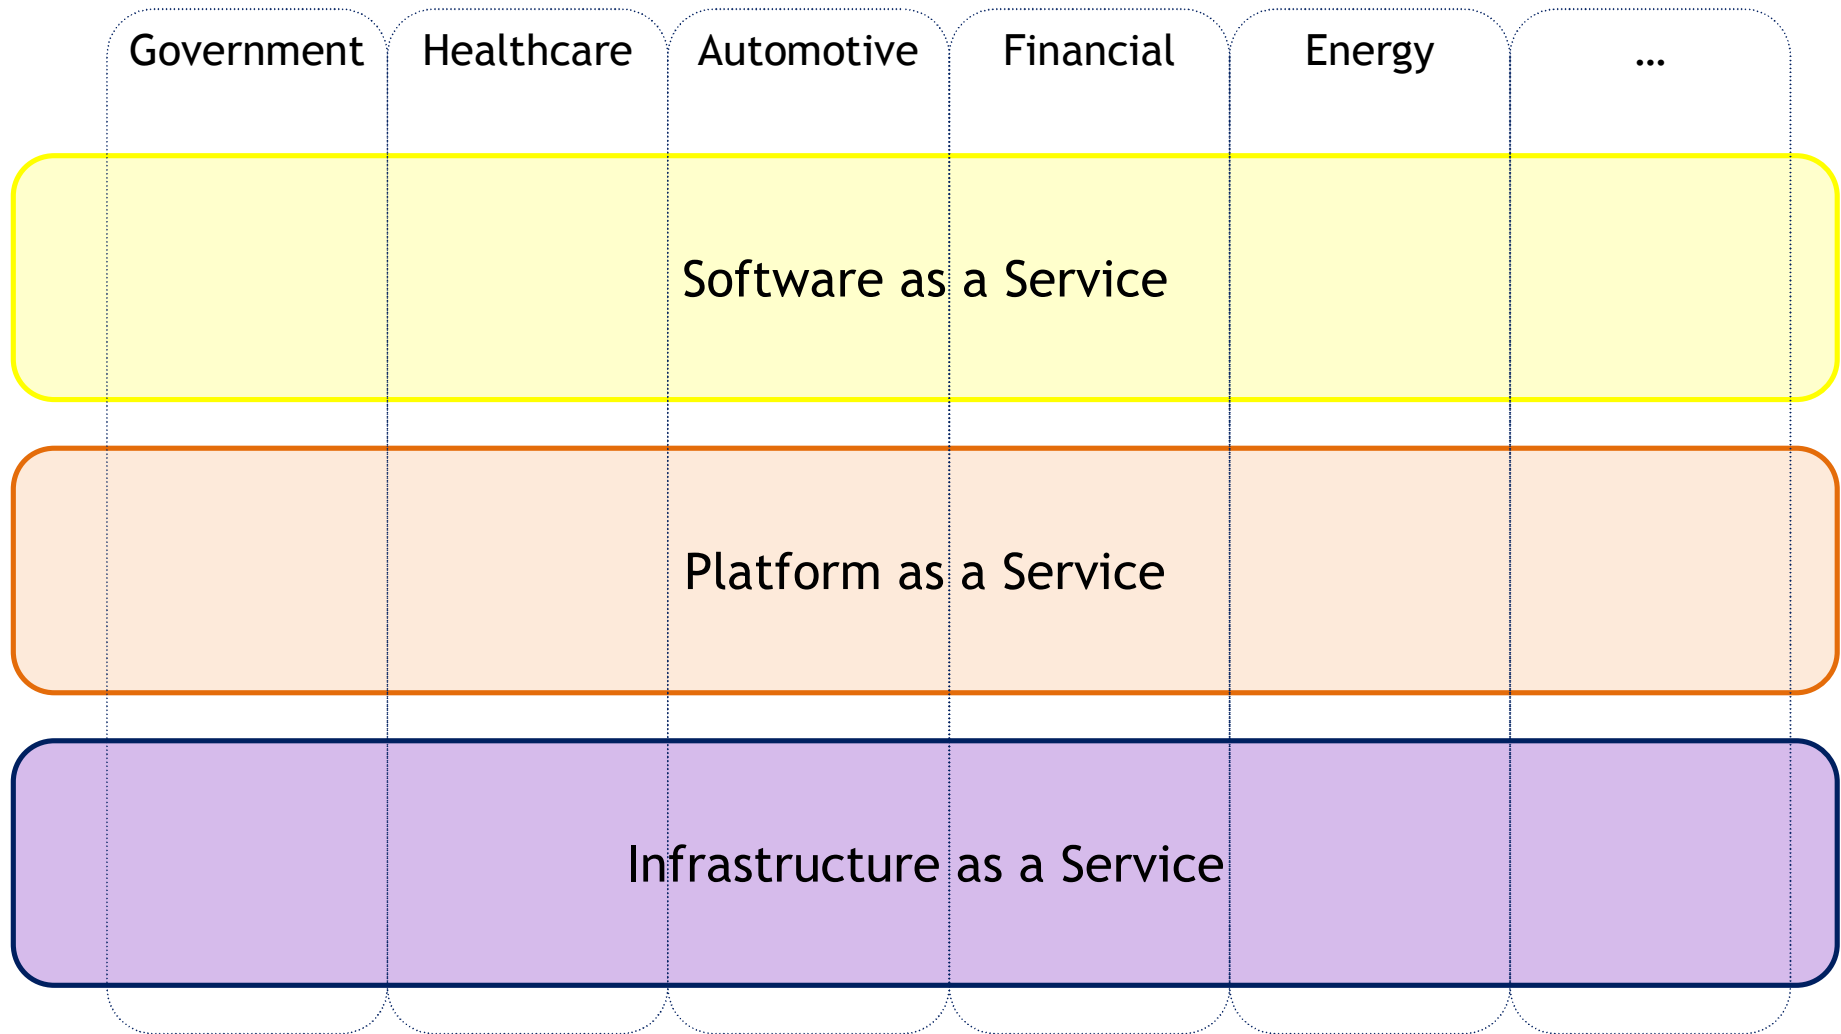 Government
Healthcare
Automotive
Financial
Energy
…
Software as a Service
Platform as a Service
Infrastructure as a Service